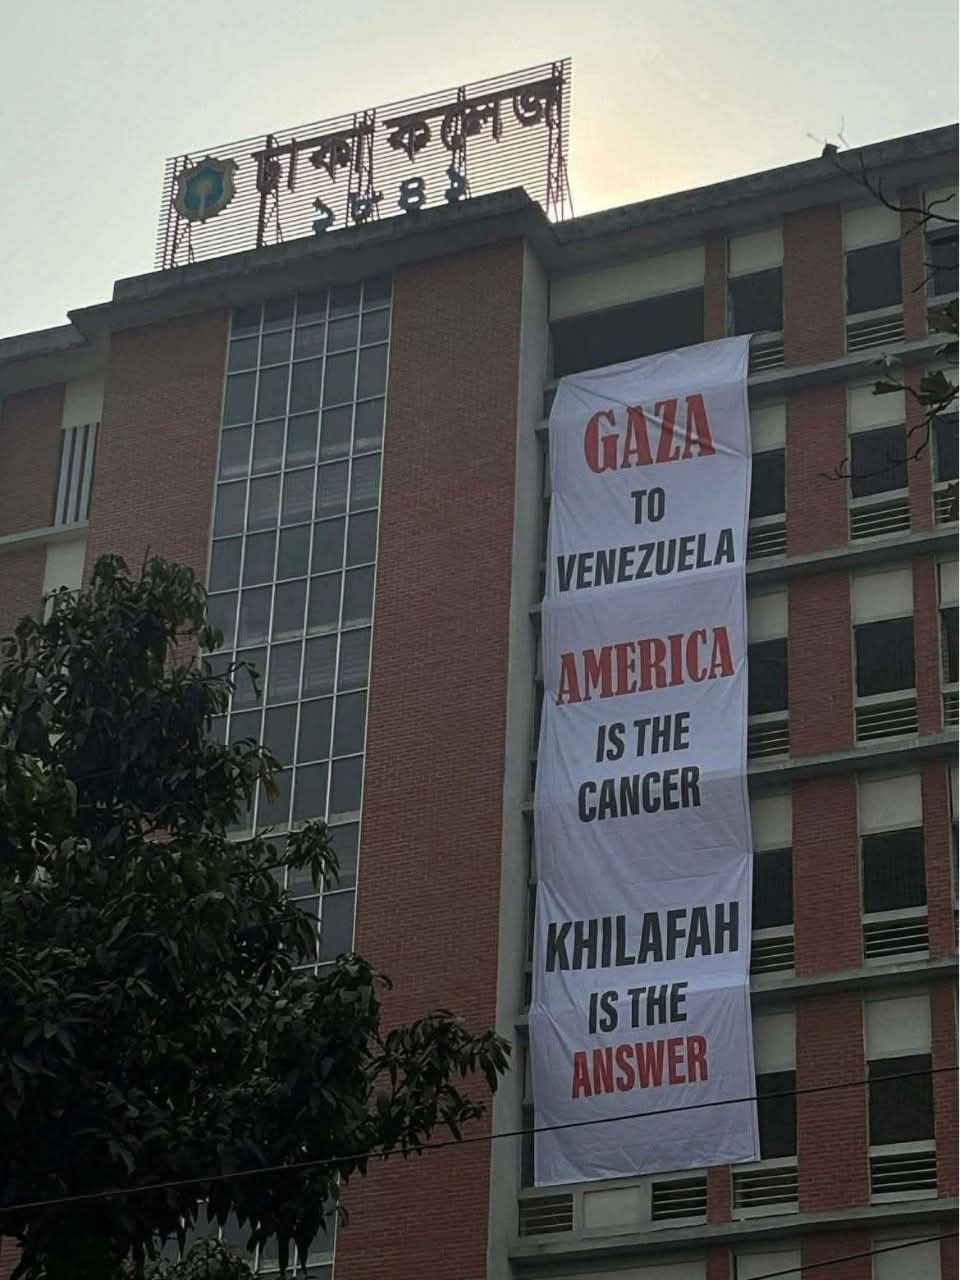 ঢাকা কলেজ
১৮৪১
GAZA
TO
VENEZUELA
AMERICA
IS THE
CANCER
KHILAFAH
IS THE
ANSWER